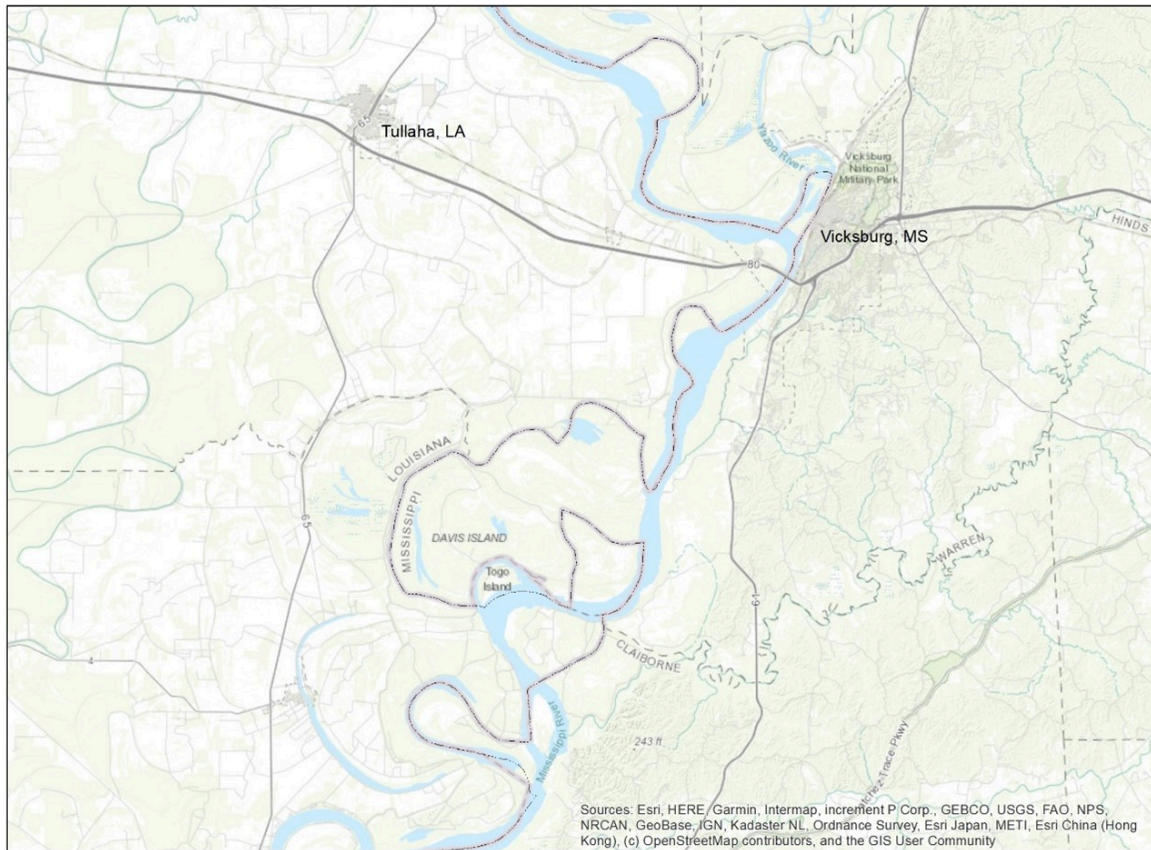 65
Tullaha, LA
Yazoo River
Vicksburg
National
Military Park
Vicksburg, MS
HINDS
80
LOUISIANA
MISSISSIPPI
65
DAVIS ISLAND
Togo
Island
WARREN
61
CLAIBORNE
4
243 ft
Mississippi River
atchez-Trace-Pkwy
Sources: Esri, HERE, Garmin, Intermap, increment P Corp., GEBCO, USGS, FAO, NPS,
NRCAN, GeoBase, IGN, Kadaster NL, Ordnance Survey, Esri Japan, METI, Esri China (Hong
Kong), (c) OpenStreetMap contributors, and the GIS User Community